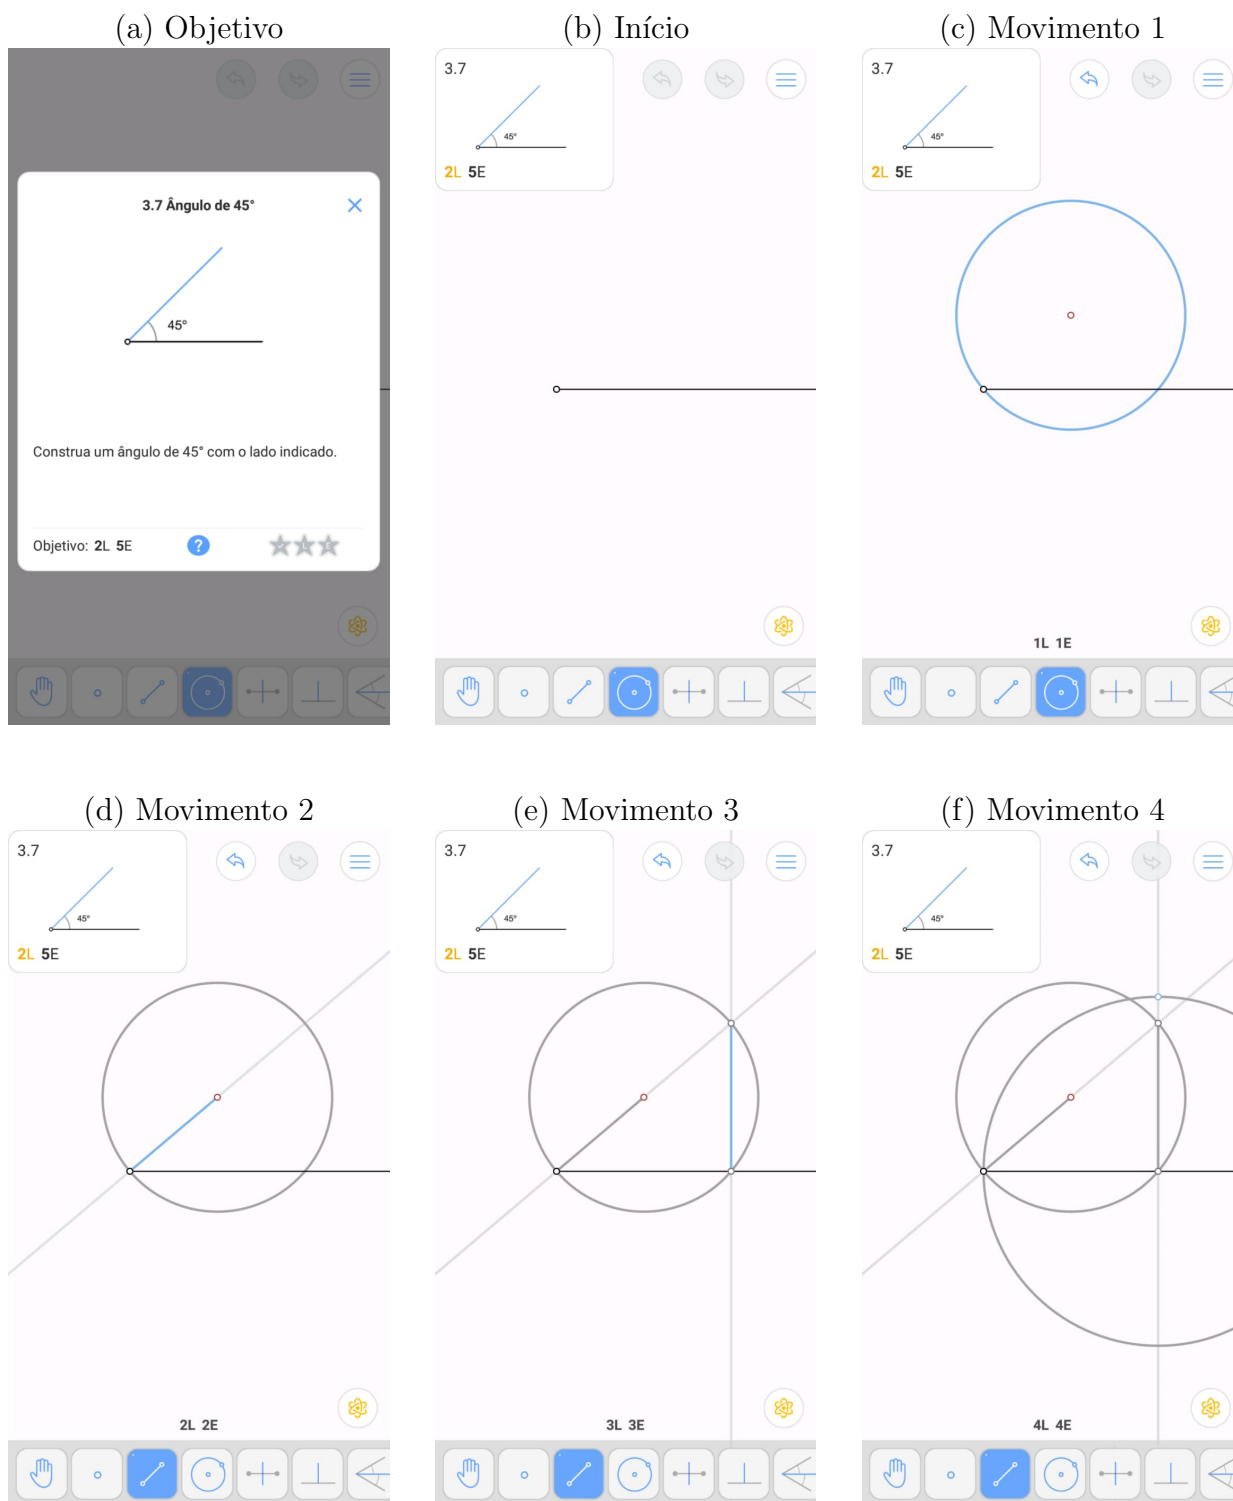 (a) Objetivo
(b) Início
(c) Movimento 1
3.7 Ângulo de 45°
45°
Construa um ângulo de 45° com o lado indicado.
Objetivo: 2L 5E
?
3.7
45°
2L 5E
3.7
45°
2L 5E
1L 1E
(d) Movimento 2
(e) Movimento 3
(f) Movimento 4
3.7
45°
2L 5E
2L 2E
3.7
45°
2L 5E
3L 3E
3.7
45°
2L 5E
4L 4E